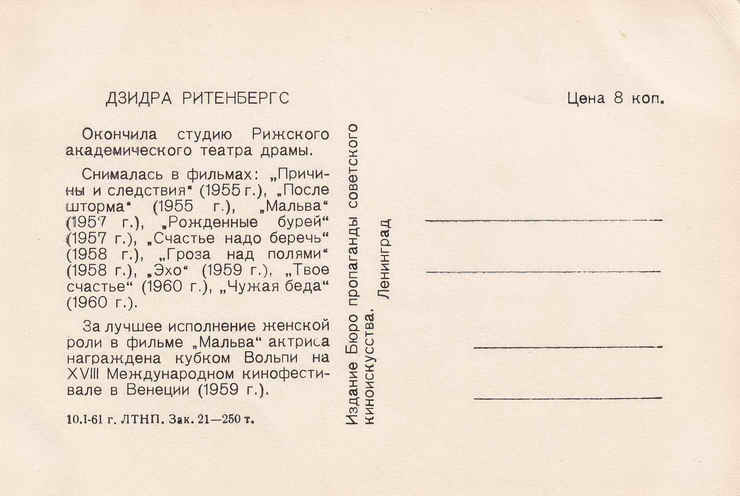 ДЗИДРА РИТЕНБЕРГС
Окончила студию Рижского
академического театра драмы.
Снималась в фильмах: „Причи-
ны и следствия“ (1955 г.), „После
шторма“ (1955 г.), „Мальва“
(1957 г.), „Рожденные бурей“
(1957 г.), „Счастье надо беречь“
(1958 г.), „Гроза над полями“
(1958 г.), „Эхо“ (1959 г.), „Твое
счастье“ (1960 г.), „Чужая беда“
(1960 г.).
За лучшее исполнение женской
роли в фильме „Мальва“ актриса
награждена кубком Вольпи на
XVIII Международном кинофести-
вале в Венеции (1959 г.).
10.I-61 г. ЛТНП. Зак. 21—250 т.
Издание Бюро пропаганды советского
киноискусства. Ленинград
Цена 8 коп.